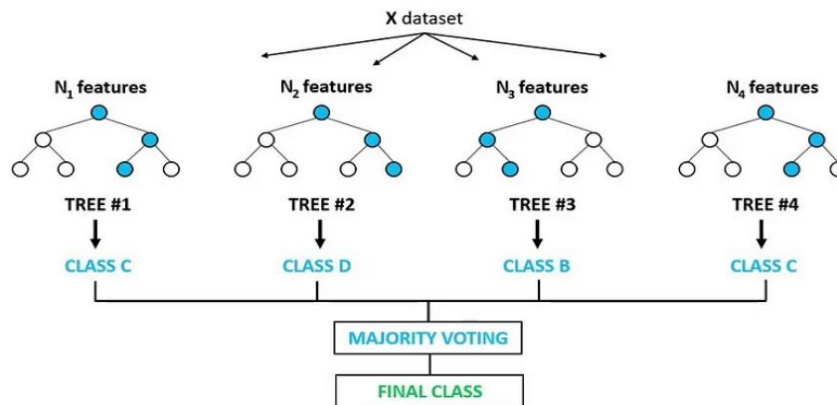 X dataset
N₁ features
N₂ features
N₃ features
N₄ features
TREE #1
TREE #2
TREE #3
TREE #4
CLASS C
CLASS D
CLASS B
CLASS C
MAJORITY VOTING
FINAL CLASS